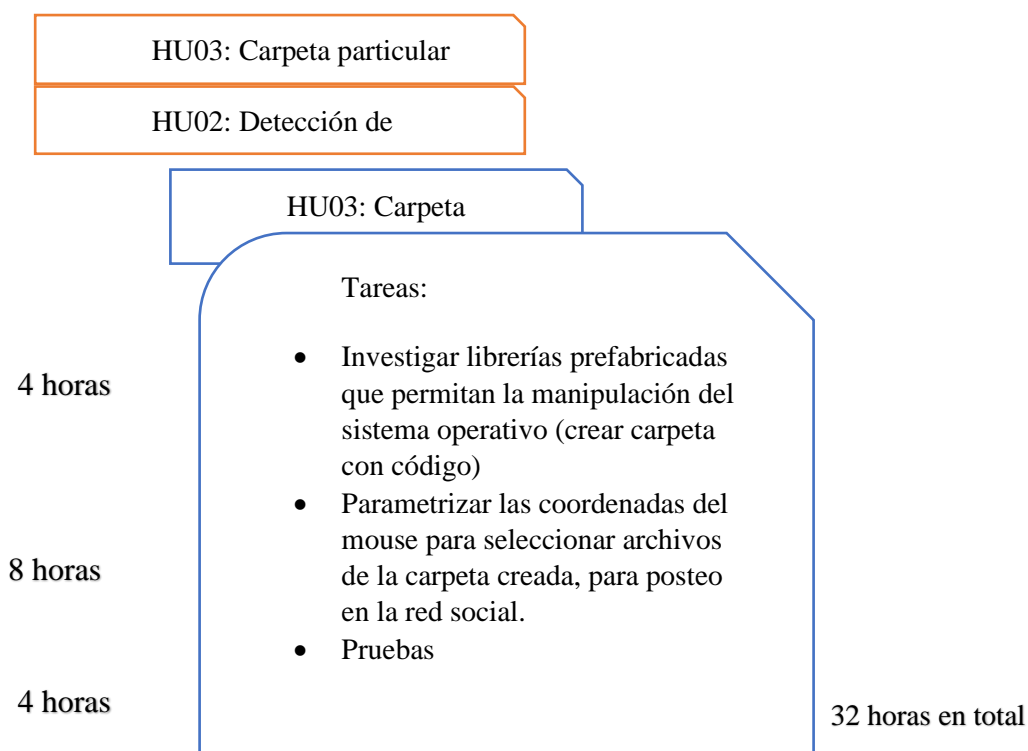 HU03: Carpeta particular
HU02: Detección de
HU03: Carpeta
Tareas:
• Investigar librerías prefabricadas
que permitan la manipulación del
sistema operativo (crear carpeta
con código)
• Parametrizar las coordenadas del
mouse para seleccionar archivos
de la carpeta creada, para posteo
en la red social.
• Pruebas
4 horas
8 horas
4 horas
32 horas en total